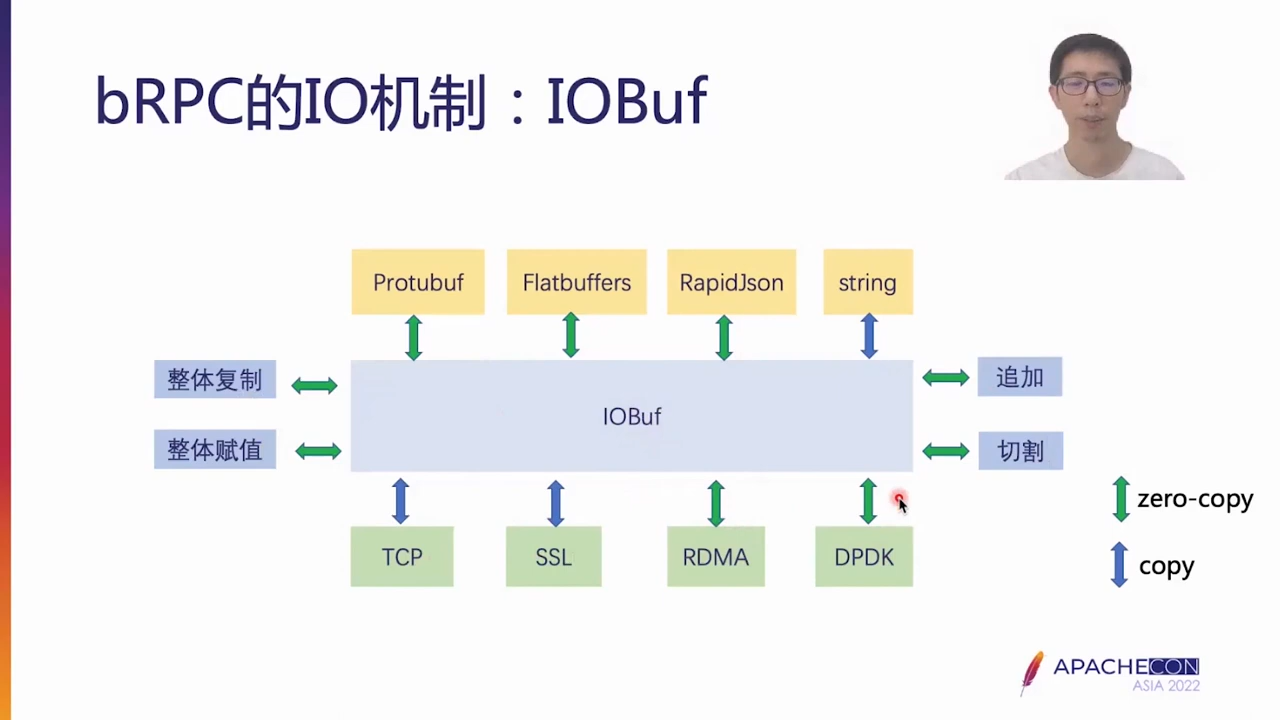 bRPC的IO机制：IOBuf
Protubuf
Flatbuffers
RapidJson
string
整体复制
整体赋值
IOBuf
追加
切割
TCP
SSL
RDMA
DPDK
zero-copy
copy
APACHECON
ASIA 2022